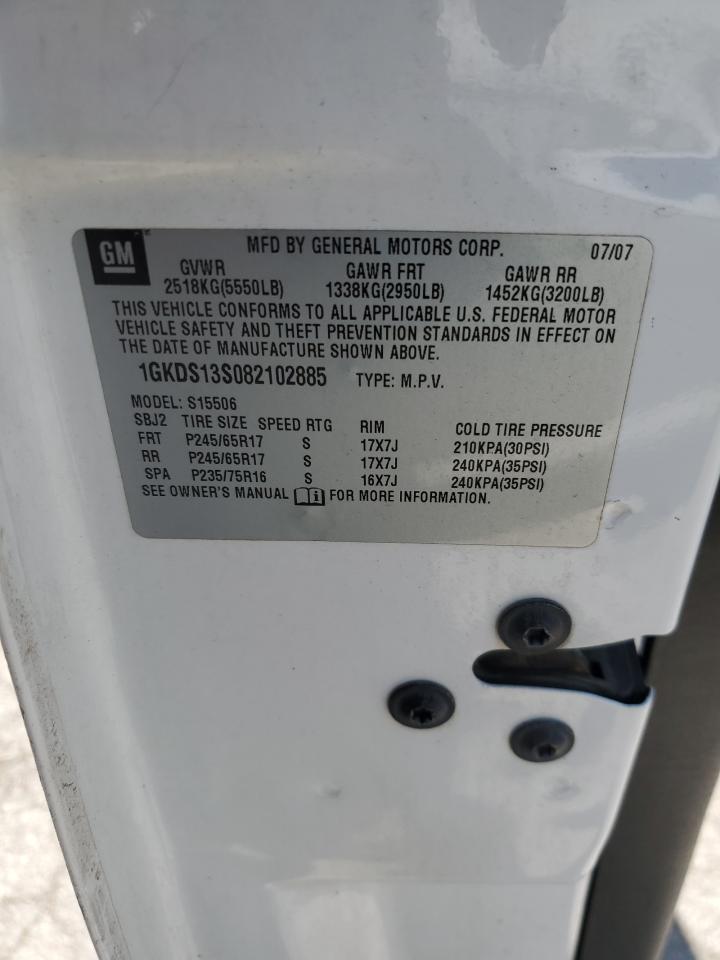 GM MFD BY GENERAL MOTORS CORP. 07/07
GVWR GAWR FRT GAWR RR
2518KG(5550LB) 1338KG(2950LB) 1452KG(3200LB)
THIS VEHICLE CONFORMS TO ALL APPLICABLE U.S. FEDERAL MOTOR
VEHICLE SAFETY AND THEFT PREVENTION STANDARDS IN EFFECT ON
THE DATE OF MANUFACTURE SHOWN ABOVE.
1GKDS13S082102885 TYPE: M.P.V.
MODEL: S15506
SBJ2 TIRE SIZE SPEED RTG RIM COLD TIRE PRESSURE
FRT P245/65R17 S 17X7J 210KPA(30PSI)
RR P245/65R17 S 17X7J 240KPA(35PSI)
SPA P235/75R16 S 16X7J 240KPA(35PSI)
SEE OWNER'S MANUAL i FOR MORE INFORMATION.